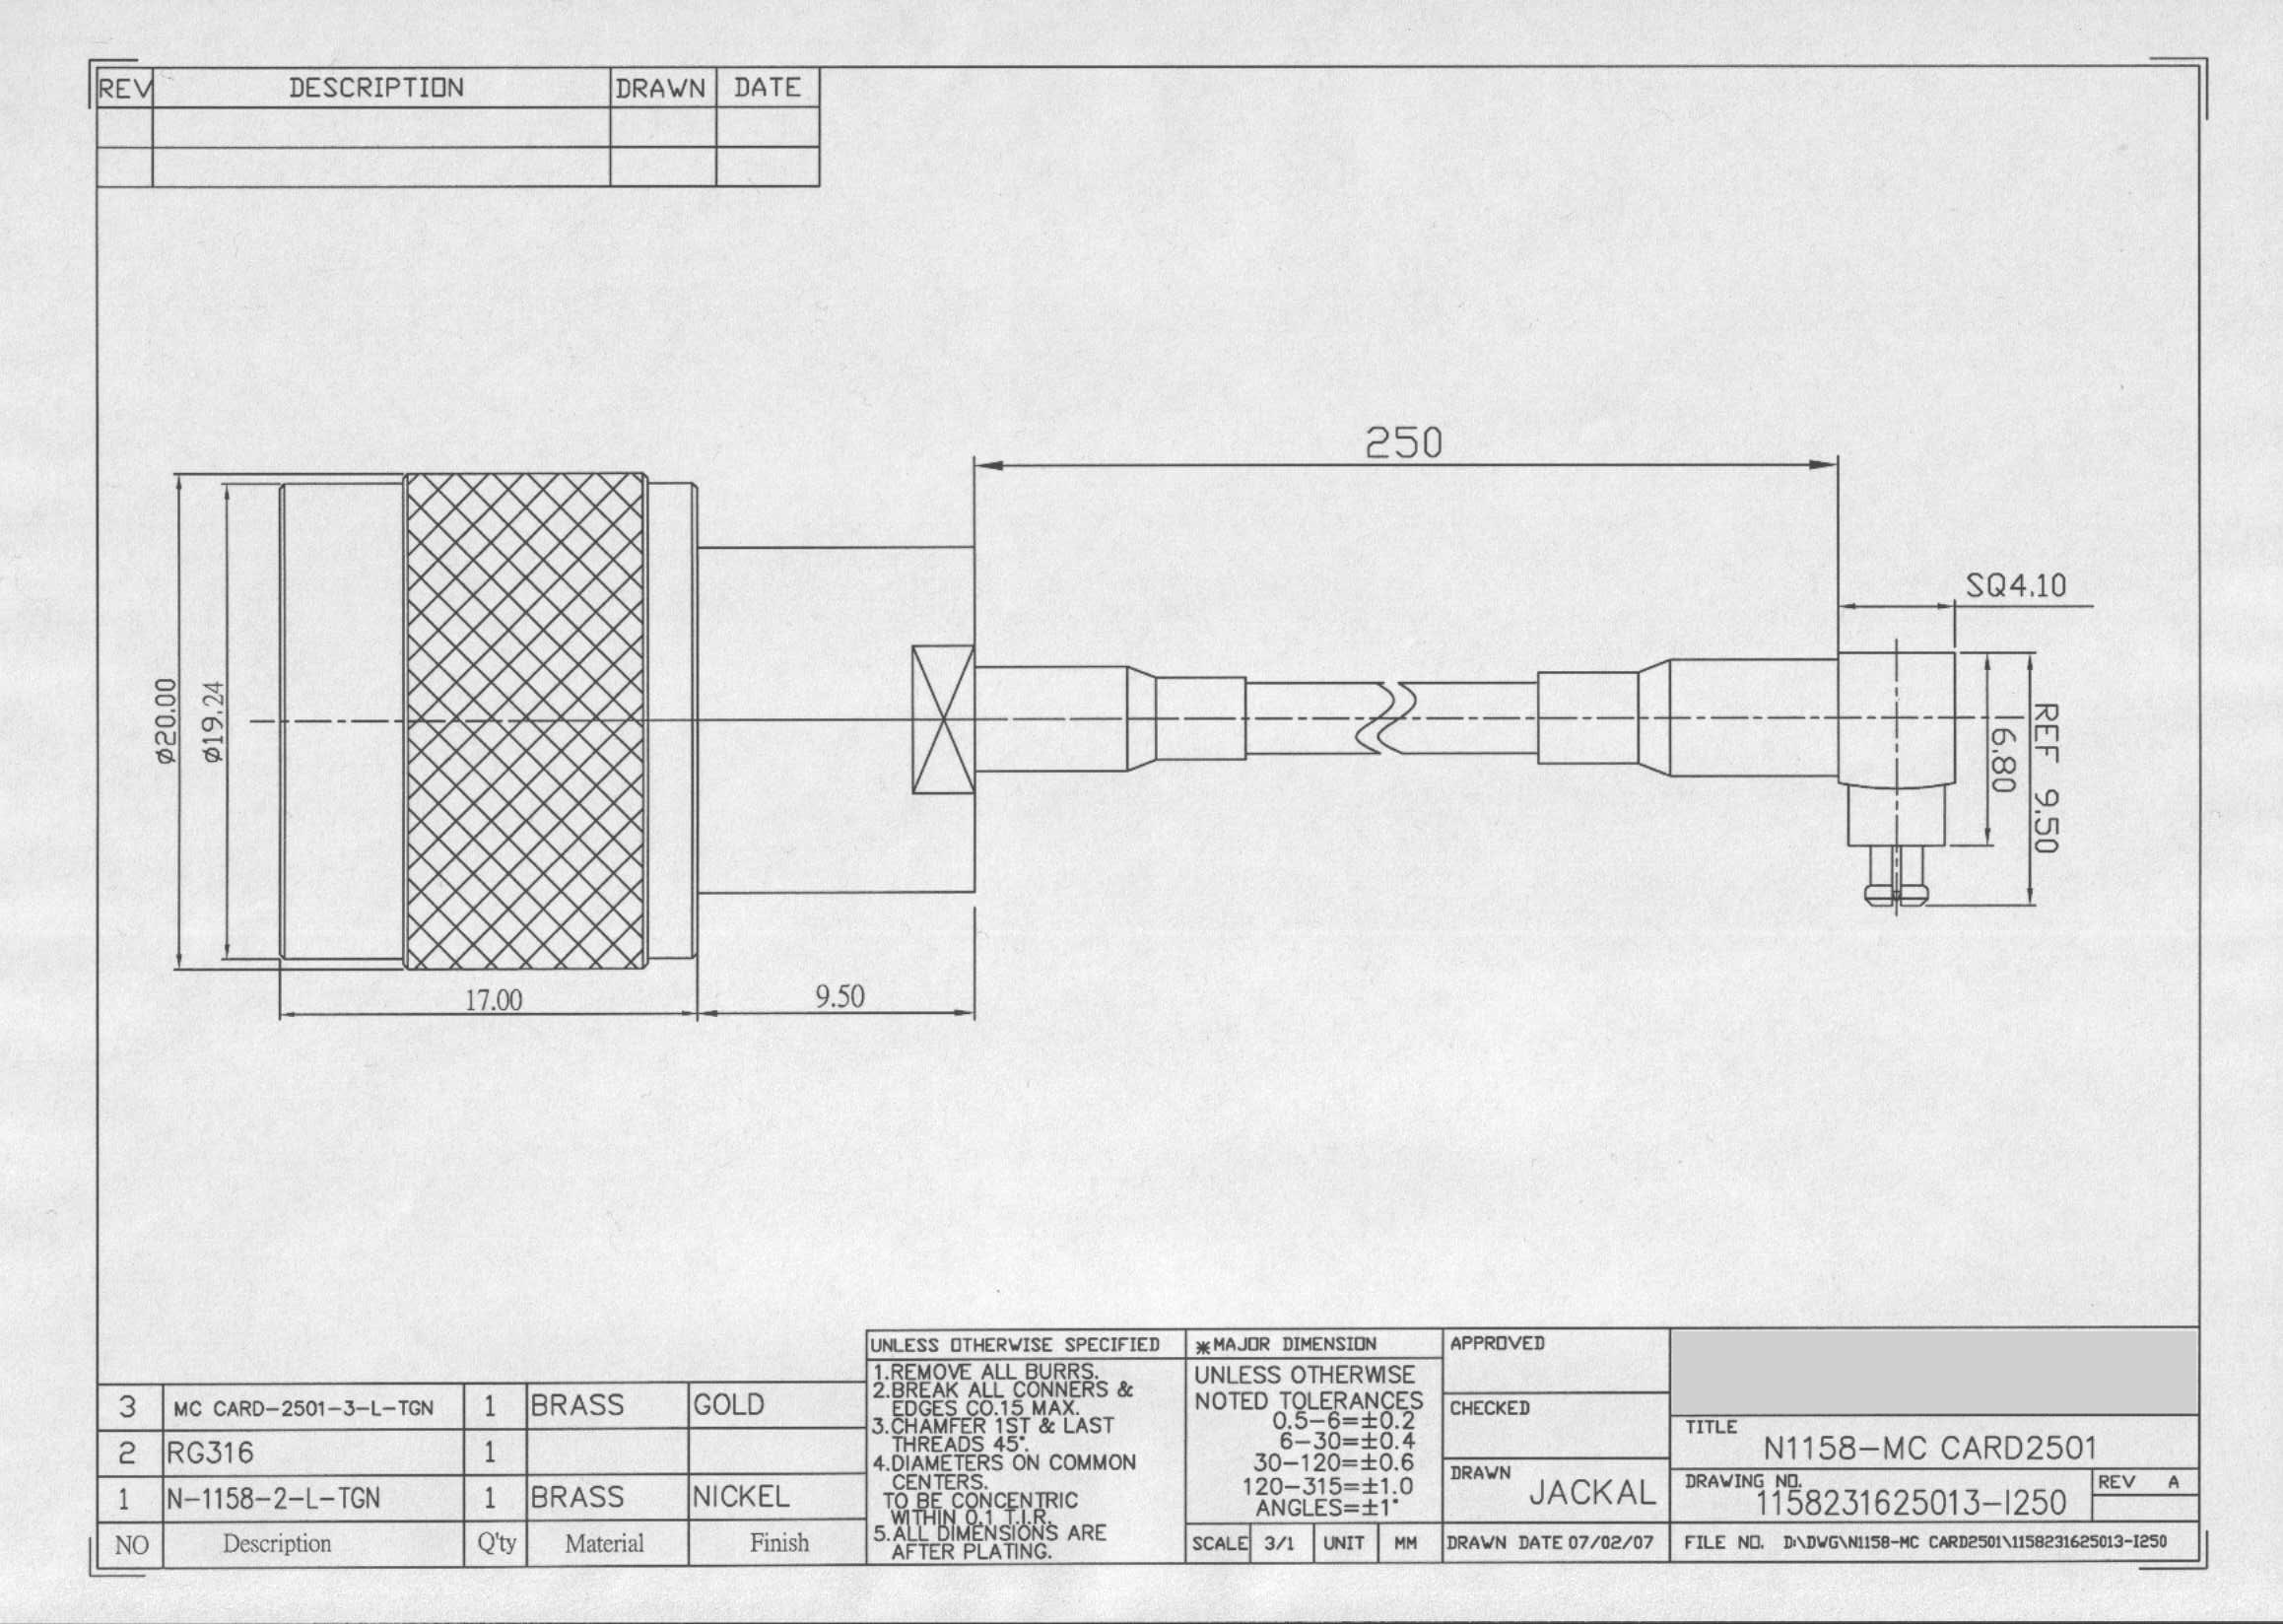 REV DESCRIPTION DRAWN DATE
250
SQ4.10
ø20.00
ø19.24
6.80
REF 9.50
17.00
9.50
3 MC CARD-2501-3-L-TGN 1 BRASS GOLD
2 RG316 1
1 N-1158-2-L-TGN 1 BRASS NICKEL
NO Description Q'ty Material Finish
UNLESS OTHERWISE SPECIFIED
1.REMOVE ALL BURRS.
2.BREAK ALL CONNERS &
EDGES CO.15 MAX.
3.CHAMFER 1ST & LAST
THREADS 45°.
4.DIAMETERS ON COMMON
CENTERS.
TO BE CONCENTRIC
WITHIN 0.1 T.I.R.
5.ALL DIMENSIONS ARE
AFTER PLATING.
*MAJOR DIMENSION
UNLESS OTHERWISE
NOTED TOLERANCES
0.5-6=±0.2
6-30=±0.4
30-120=±0.6
120-315=±1.0
ANGLES=±1°
SCALE 3/1 UNIT MM
APPROVED
CHECKED
DRAWN JACKAL
DRAWN DATE 07/02/07
TITLE
N1158-MC CARD2501
DRAWING NO.
1158231625013-I250
REV A
FILE NO. D:\DWG\N1158-MC CARD2501\1158231625013-I250